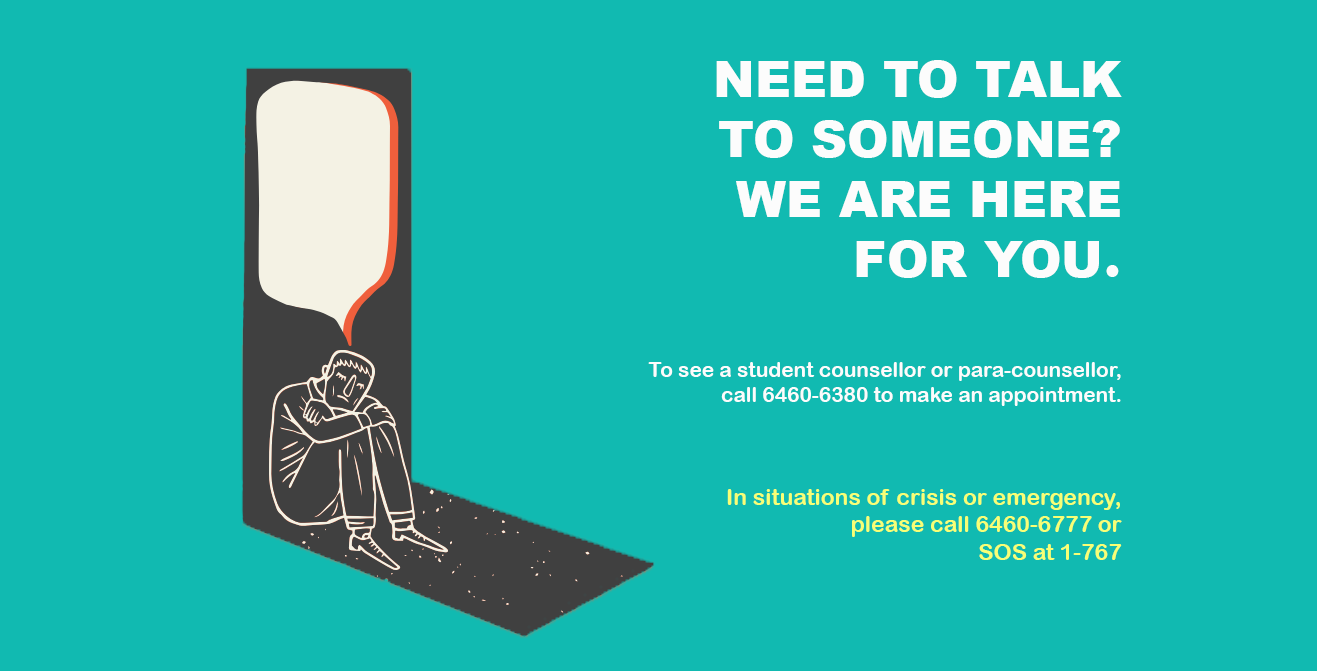 NEED TO TALK
TO SOMEONE?
WE ARE HERE
FOR YOU.
To see a student counsellor or para-counsellor,
call 6460-6380 to make an appointment.
In situations of crisis or emergency,
please call 6460-6777 or
SOS at 1-767